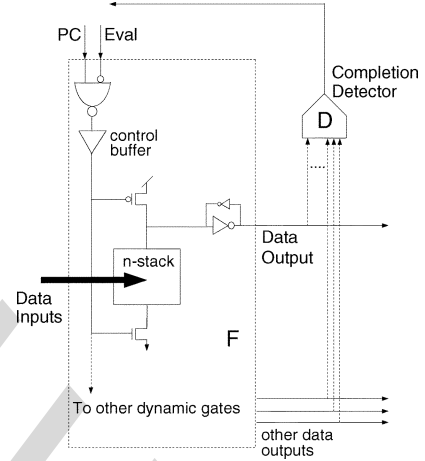 PC Eval
Completion
Detector
D
control
buffer
n-stack
Data
Output
Data
Inputs
F
To other dynamic gates
other data
outputs